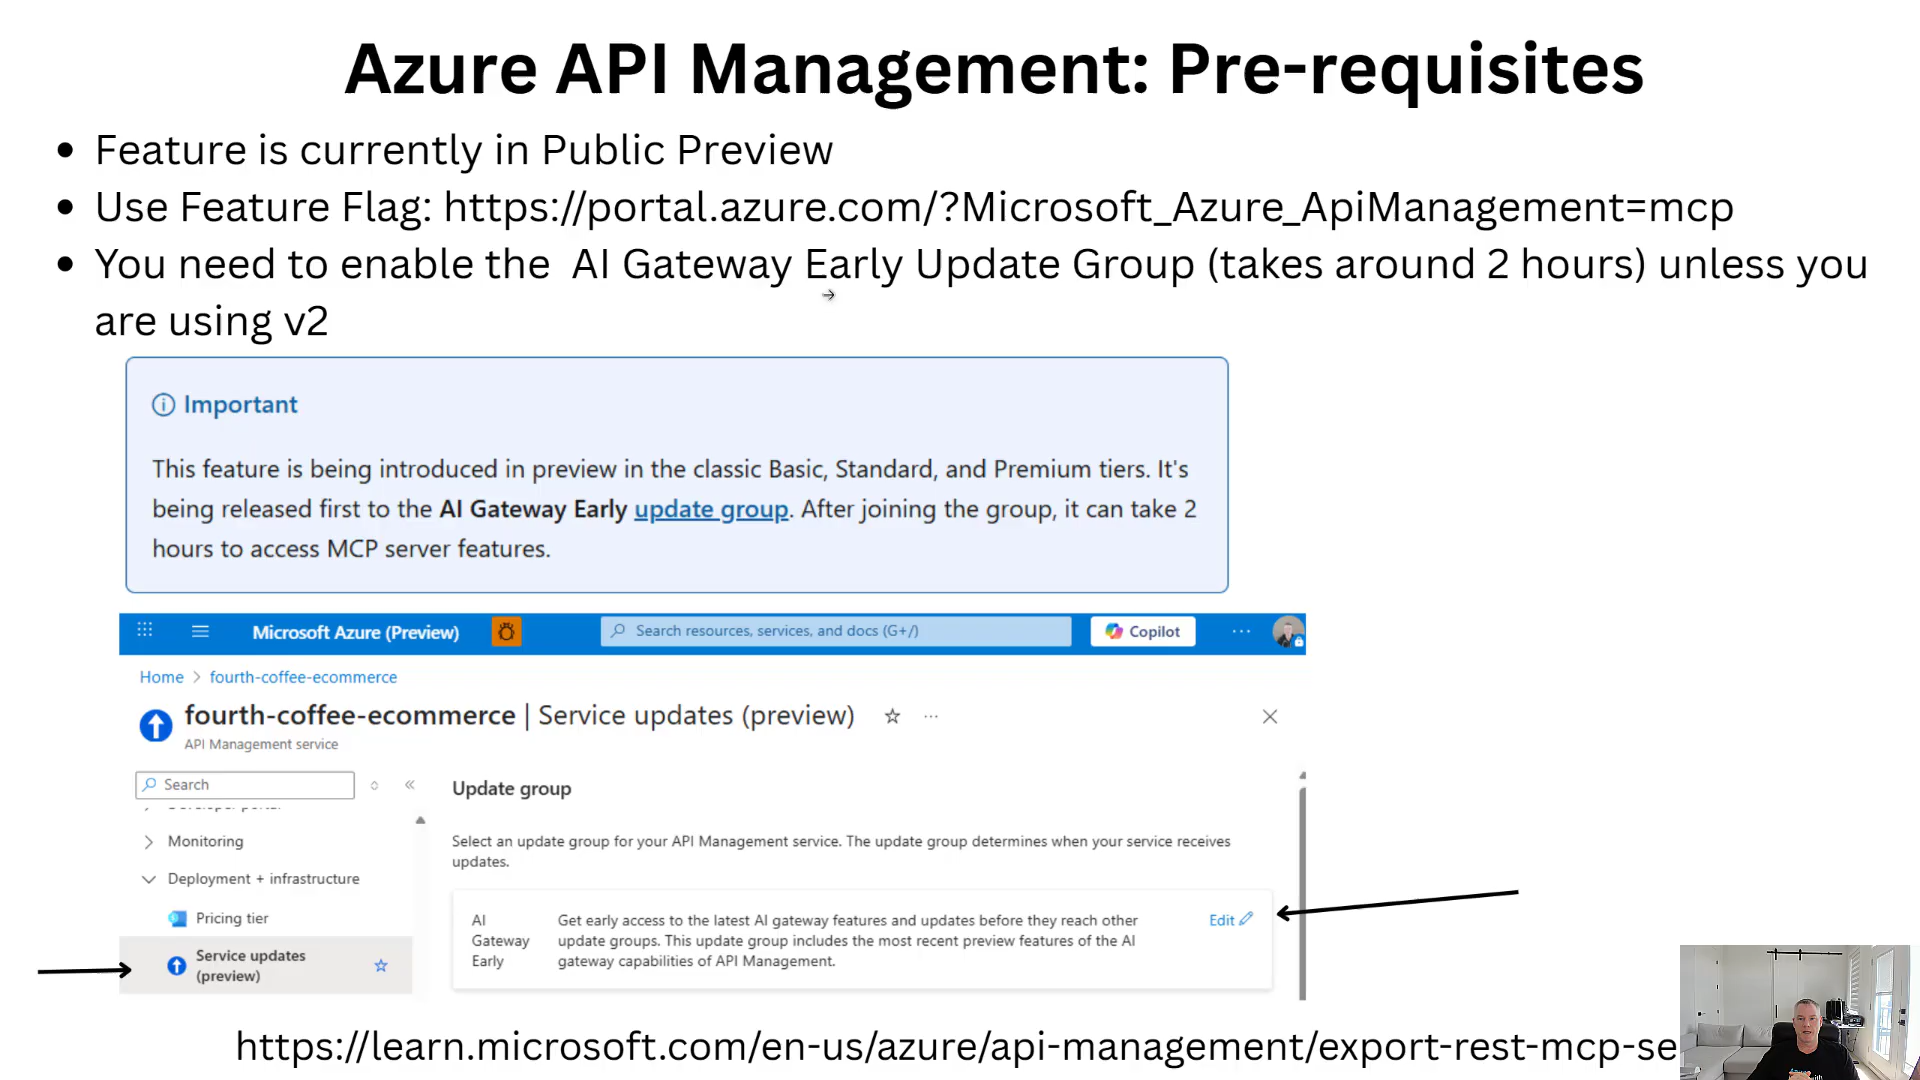 Azure API Management: Pre-requisites
• Feature is currently in Public Preview
• Use Feature Flag: https://portal.azure.com/?Microsoft_Azure_ApiManagement=mcp
• You need to enable the AI Gateway Early Update Group (takes around 2 hours) unless you
are using v2
Important
This feature is being introduced in preview in the classic Basic, Standard, and Premium tiers. It's
being released first to the AI Gateway Early update group. After joining the group, it can take 2
hours to access MCP server features.
Microsoft Azure (Preview)
Search resources, services, and docs (G+/)
Copilot
Home > fourth-coffee-ecommerce
fourth-coffee-ecommerce | Service updates (preview)
API Management service
Search
Monitoring
Deployment + infrastructure
Pricing tier
Service updates
(preview)
Update group
Select an update group for your API Management service. The update group determines when your service receives
updates.
AI
Gateway
Early
Get early access to the latest AI gateway features and updates before they reach other
update groups. This update group includes the most recent preview features of the AI
gateway capabilities of API Management.
Edit
https://learn.microsoft.com/en-us/azure/api-management/export-rest-mcp-se